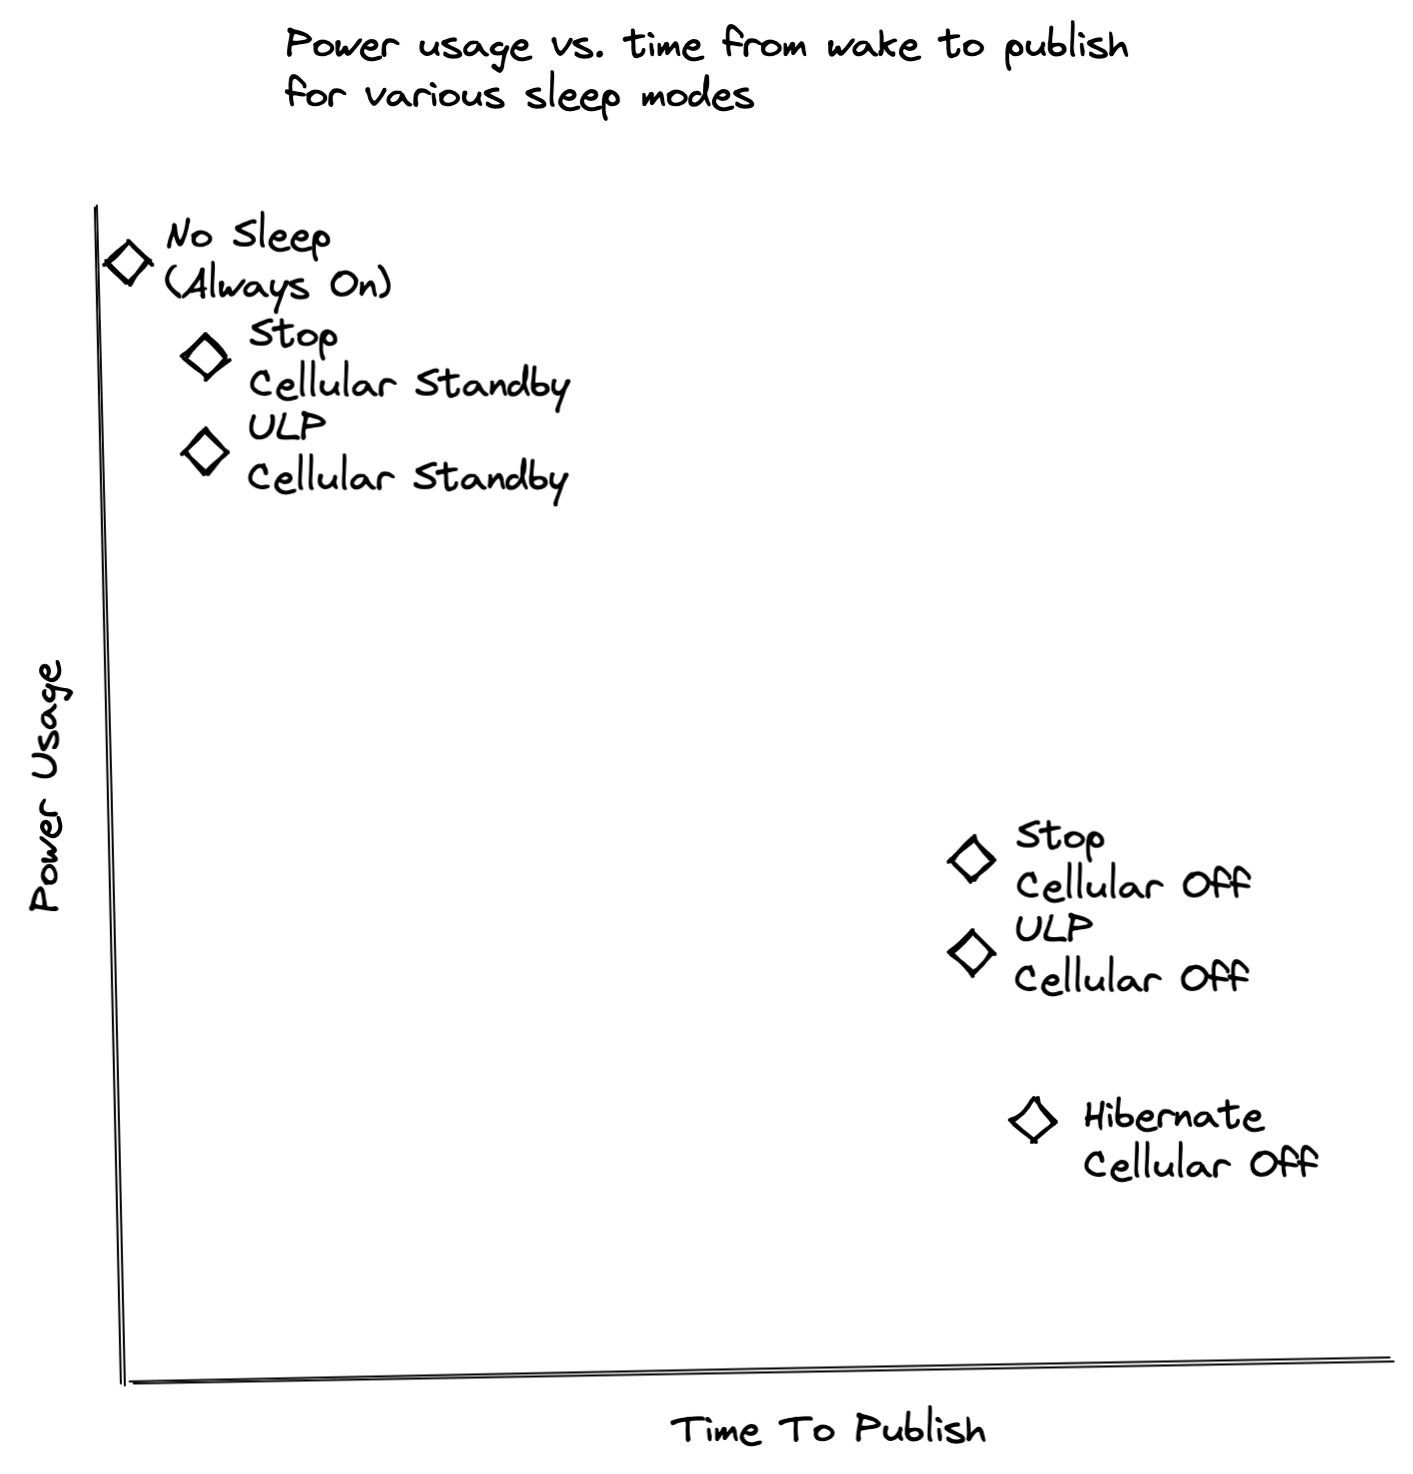 Power usage vs. time from wake to publish
for various sleep modes
No Sleep
(Always On)
Stop
Cellular Standby
ULP
Cellular Standby
Power Usage
Stop
Cellular Off
ULP
Cellular Off
Hibernate
Cellular Off
Time To Publish